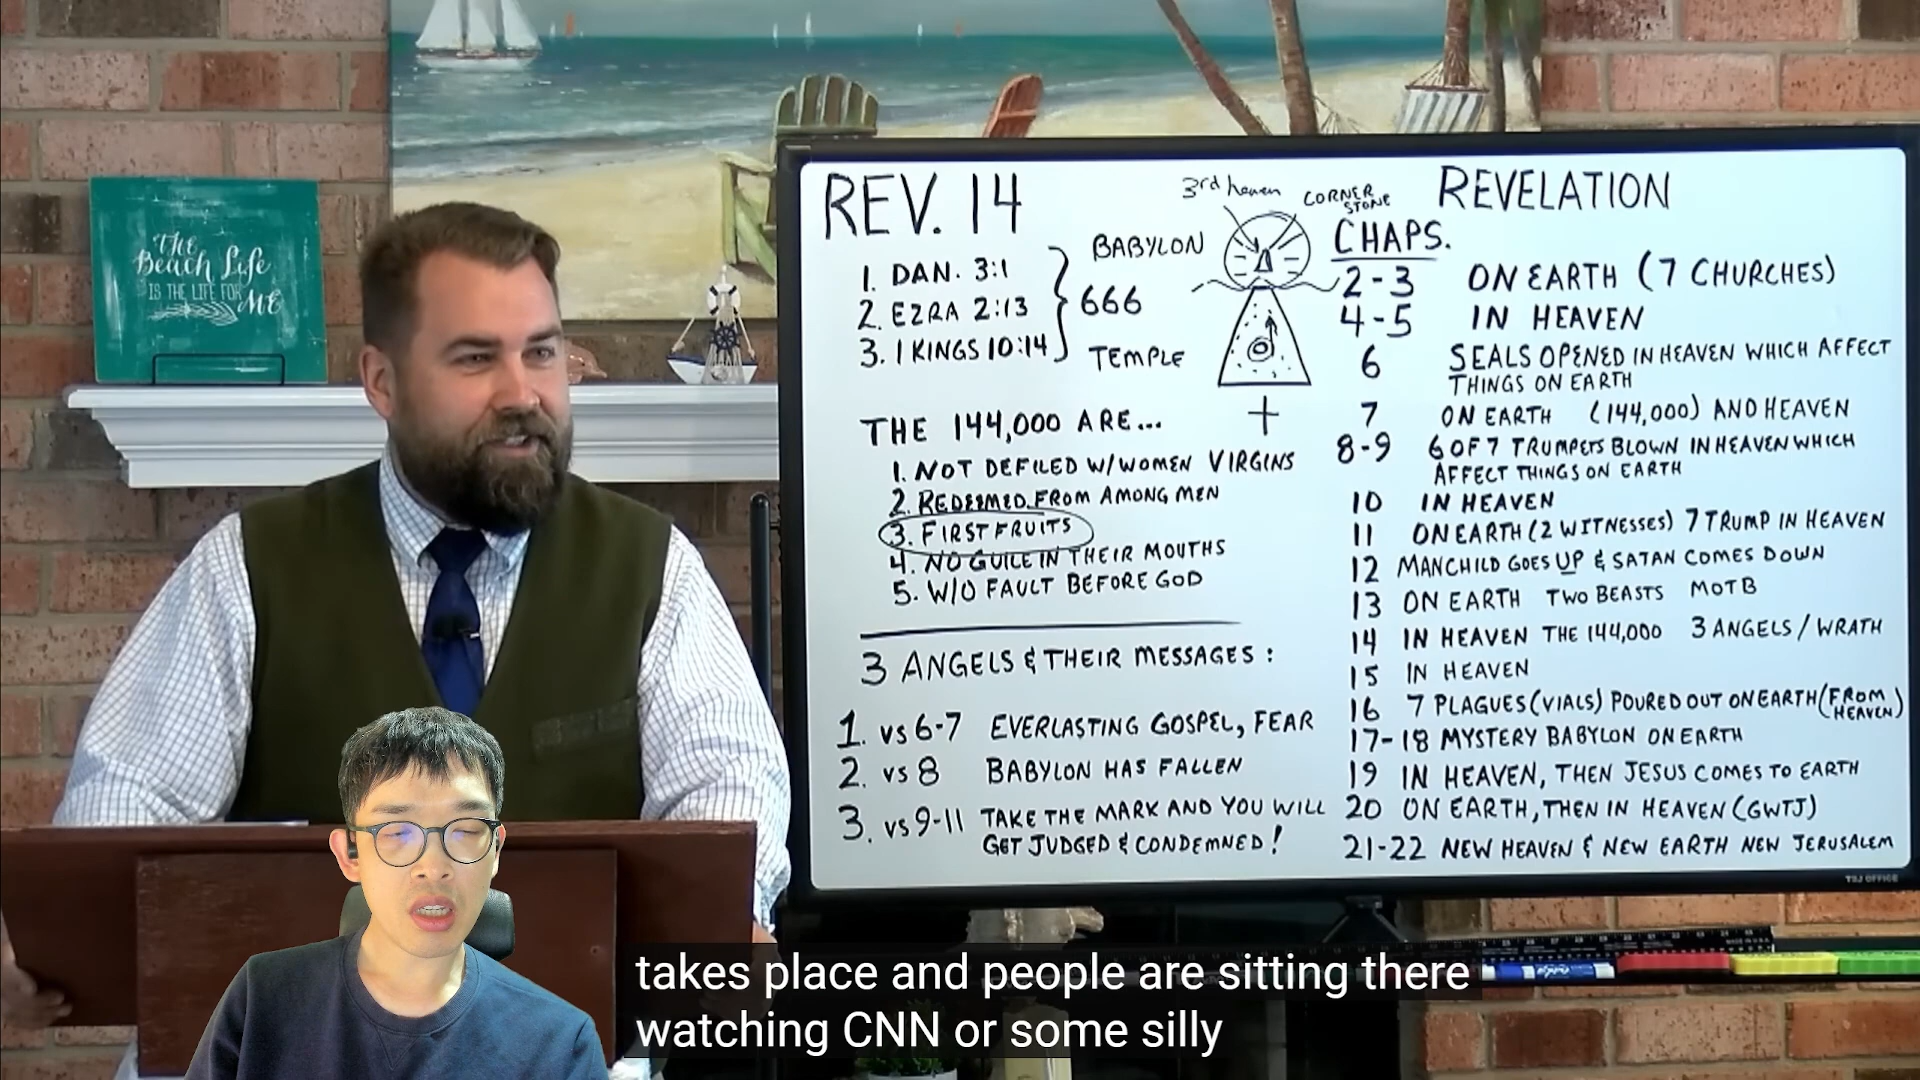 The
Beach Life
IS THE LIFE FOR
ME
REV. 14
1. DAN. 3:1
2. EZRA 2:13
3. 1 KINGS 10:14
BABYLON
666
TEMPLE
3rd heaven
CORNER
STONE
THE 144,000 ARE...
1. NOT DEFILED W/WOMEN VIRGINS
2. REDEEMED FROM AMONG MEN
3. FIRSTFRUITS
4. NO GUILE IN THEIR MOUTHS
5. W/O FAULT BEFORE GOD
3 ANGELS & THEIR MESSAGES:
1. vs 6-7 EVERLASTING GOSPEL, FEAR
2. vs 8 BABYLON HAS FALLEN
3. vs 9-11 TAKE THE MARK AND YOU WILL
GET JUDGED & CONDEMNED!
REVELATION
CHAPS.
2-3 ON EARTH (7 CHURCHES)
4-5 IN HEAVEN
6 SEALS OPENED IN HEAVEN WHICH AFFECT
THINGS ON EARTH
7 ON EARTH (144,000) AND HEAVEN
8-9 6 OF 7 TRUMPETS BLOWN IN HEAVEN WHICH
AFFECT THINGS ON EARTH
10 IN HEAVEN
11 ON EARTH (2 WITNESSES) 7 TRUMP IN HEAVEN
12 MANCHILD GOES UP & SATAN COMES DOWN
13 ON EARTH TWO BEASTS MOTB
14 IN HEAVEN THE 144,000 3 ANGELS/WRATH
15 IN HEAVEN
16 7 PLAGUES (VIALS) POURED OUT ON EARTH (FROM
HEAVEN)
17-18 MYSTERY BABYLON ON EARTH
19 IN HEAVEN, THEN JESUS COMES TO EARTH
20 ON EARTH, THEN IN HEAVEN (GWTJ)
21-22 NEW HEAVEN & NEW EARTH NEW JERUSALEM
takes place and people are sitting there
watching CNN or some silly